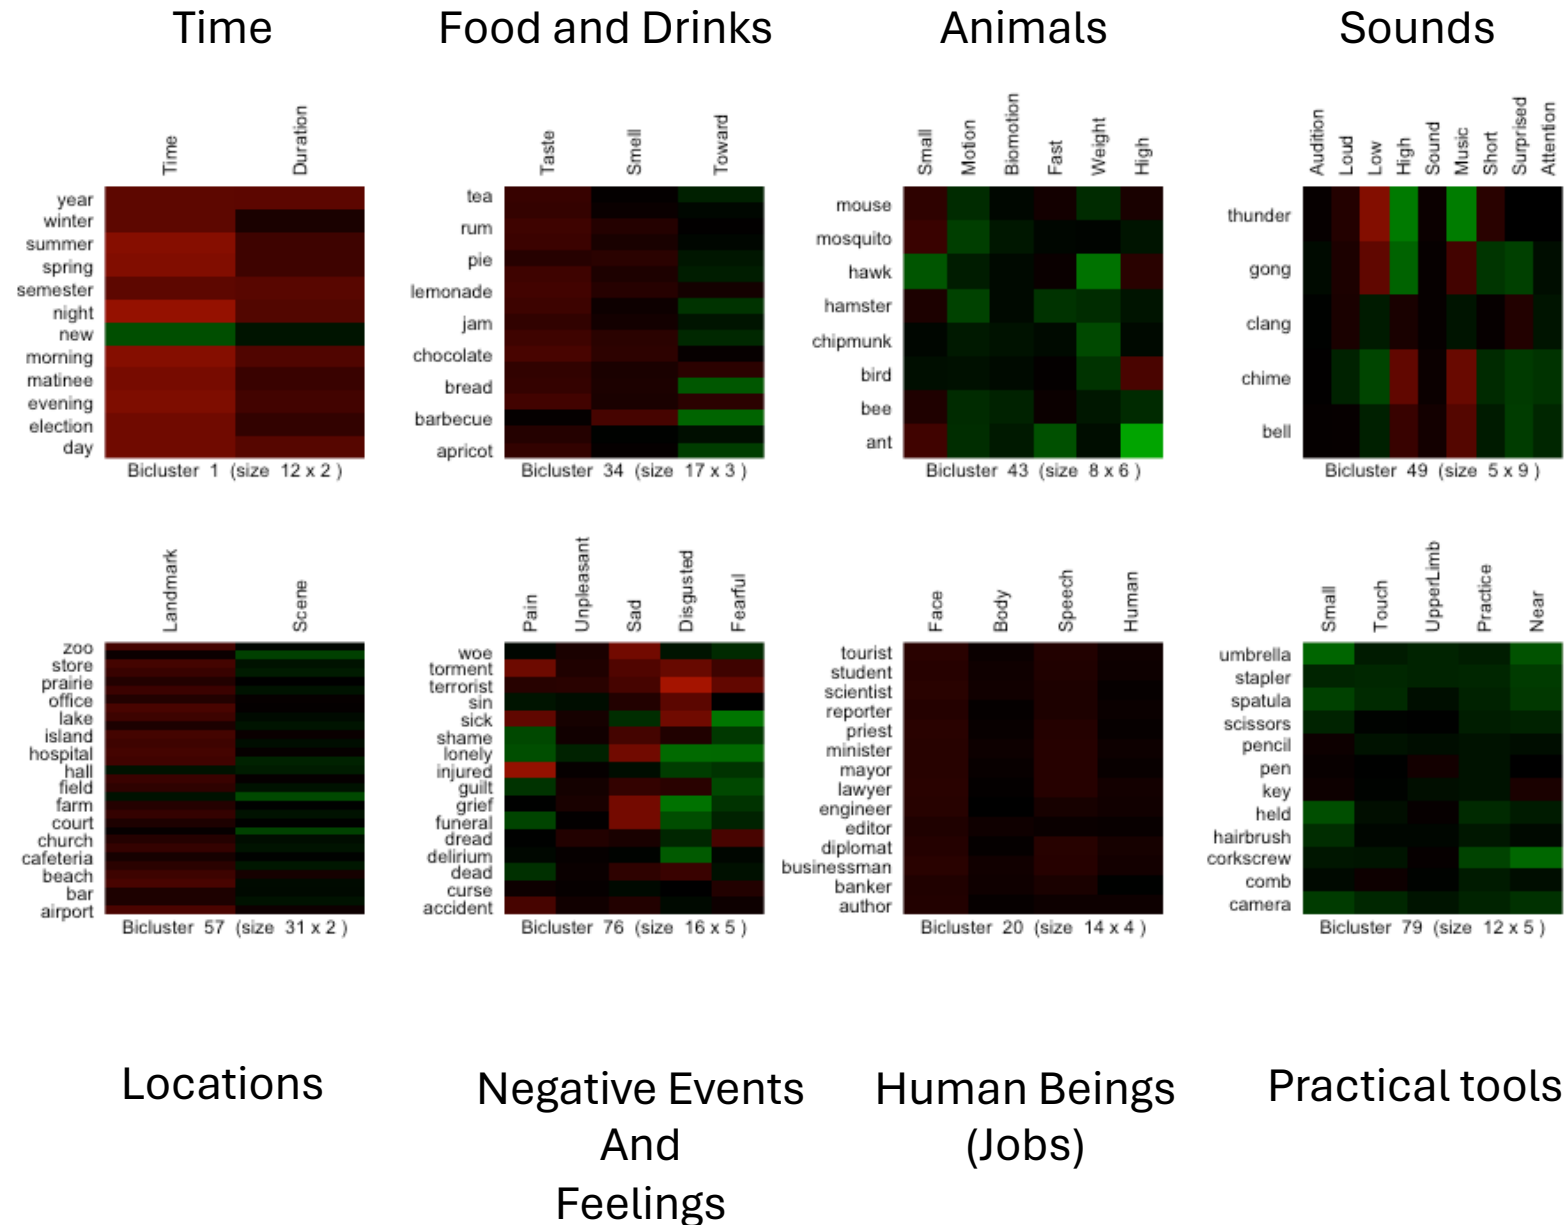 Time
Food and Drinks
Animals
Sounds
Time
Duration
year
winter
summer
spring
semester
night
new
morning
matinee
evening
election
day
Bicluster 1 (size 12 x 2 )
Taste
Smell
Toward
tea
rum
pie
lemonade
jam
chocolate
bread
barbecue
apricot
Bicluster 34 (size 17 x 3 )
Small
Motion
Biomotion
Fast
Weight
High
mouse
mosquito
hawk
hamster
chipmunk
bird
bee
ant
Bicluster 43 (size 8 x 6 )
Audition
Loud
Low
High
Sound
Music
Short
Surprised
Attention
thunder
gong
clang
chime
bell
Bicluster 49 (size 5 x 9 )
Landmark
Scene
zoo
store
prairie
office
lake
island
hospital
hall
field
farm
court
church
cafeteria
beach
bar
airport
Bicluster 57 (size 31 x 2 )
Pain
Unpleasant
Sad
Disgusted
Fearful
woe
torment
terrorist
sin
sick
shame
lonely
injured
guilt
grief
funeral
dread
delirium
dead
curse
accident
Bicluster 76 (size 16 x 5 )
Face
Body
Speech
Human
tourist
student
scientist
reporter
priest
minister
mayor
lawyer
engineer
editor
diplomat
businessman
banker
author
Bicluster 20 (size 14 x 4 )
Small
Touch
UpperLimb
Practice
Near
umbrella
stapler
spatula
scissors
pencil
pen
key
held
hairbrush
corkscrew
comb
camera
Bicluster 79 (size 12 x 5 )
Locations
Negative Events
And
Feelings
Human Beings
(Jobs)
Practical tools